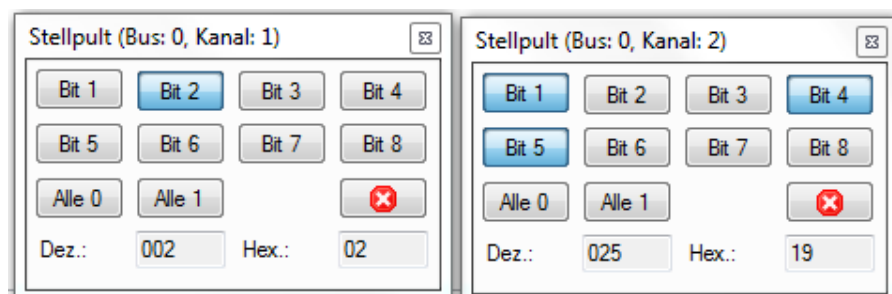 Stellpult (Bus: 0, Kanal: 1)
Bit 1 Bit 2 Bit 3 Bit 4
Bit 5 Bit 6 Bit 7 Bit 8
Alle 0 Alle 1
Dez.: 002 Hex.: 02
Stellpult (Bus: 0, Kanal: 2)
Bit 1 Bit 2 Bit 3 Bit 4
Bit 5 Bit 6 Bit 7 Bit 8
Alle 0 Alle 1
Dez.: 025 Hex.: 19